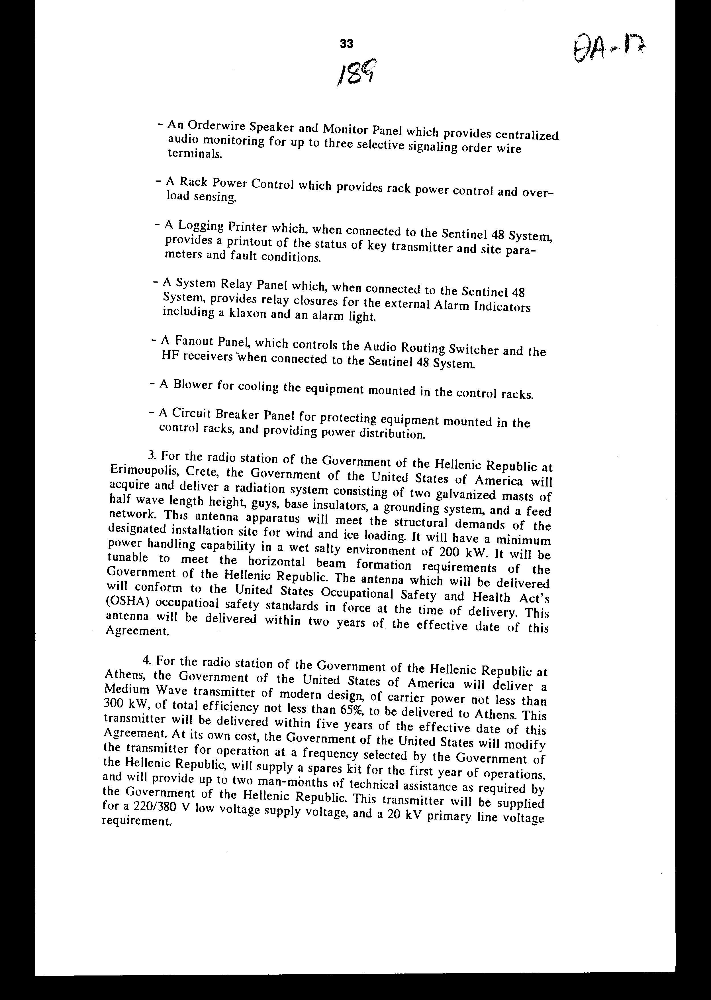 33
θA-17
189
- An Orderwire Speaker and Monitor Panel which provides centralized
audio monitoring for up to three selective signaling order wire
terminals.
- A Rack Power Control which provides rack power control and over-
load sensing.
- A Logging Printer which, when connected to the Sentinel 48 System,
provides a printout of the status of key transmitter and site para-
meters and fault conditions.
- A System Relay Panel which, when connected to the Sentinel 48
System, provides relay closures for the external Alarm Indicators
including a klaxon and an alarm light.
- A Fanout Panel, which controls the Audio Routing Switcher and the
HF receivers when connected to the Sentinel 48 System.
- A Blower for cooling the equipment mounted in the control racks.
- A Circuit Breaker Panel for protecting equipment mounted in the
control racks, and providing power distribution.
3. For the radio station of the Government of the Hellenic Republic at
Erimoupolis, Crete, the Government of the United States of America will
acquire and deliver a radiation system consisting of two galvanized masts of
half wave length height, guys, base insulators, a grounding system, and a feed
network. This antenna apparatus will meet the structural demands of the
designated installation site for wind and ice loading. It will have a minimum
power handling capability in a wet salty environment of 200 kW. It will be
tunable to meet the horizontal beam formation requirements of the
Government of the Hellenic Republic. The antenna which will be delivered
will conform to the United States Occupational Safety and Health Act's
(OSHA) occupatioal safety standards in force at the time of delivery. This
antenna will be delivered within two years of the effective date of this
Agreement.
4. For the radio station of the Government of the Hellenic Republic at
Athens, the Government of the United States of America will deliver a
Medium Wave transmitter of modern design, of carrier power not less than
300 kW, of total efficiency not less than 65%, to be delivered to Athens. This
transmitter will be delivered within five years of the effective date of this
Agreement. At its own cost, the Government of the United States will modify
the transmitter for operation at a frequency selected by the Government of
the Hellenic Republic, will supply a spares kit for the first year of operations,
and will provide up to two man-months of technical assistance as required by
the Government of the Hellenic Republic. This transmitter will be supplied
for a 220/380 V low voltage supply voltage, and a 20 kV primary line voltage
requirement.